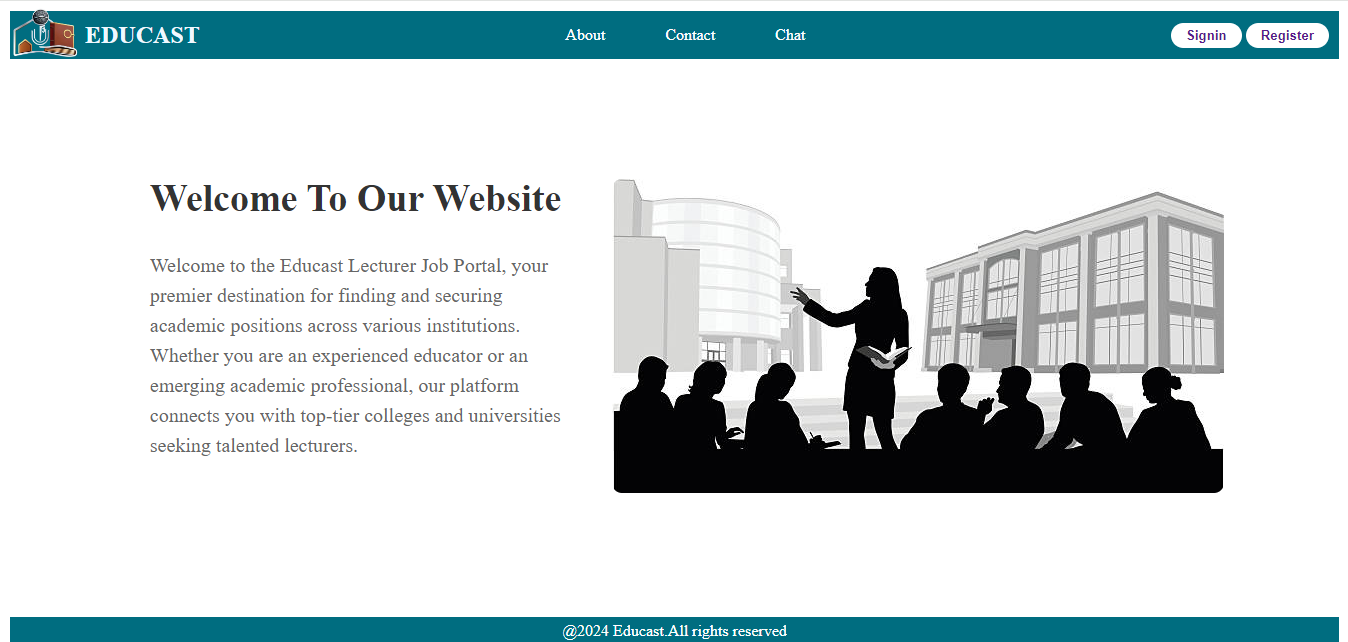 EDUCAST
About
Contact
Chat
Signin
Register
Welcome To Our Website
Welcome to the Educast Lecturer Job Portal, your
premier destination for finding and securing
academic positions across various institutions.
Whether you are an experienced educator or an
emerging academic professional, our platform
connects you with top-tier colleges and universities
seeking talented lecturers.
@2024 Educast.All rights reserved